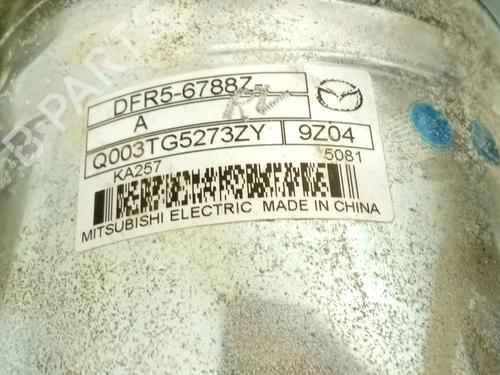 DFR5-6788Z
A
Q003TG5273ZY 9Z04
KA257 5081
MITSUBISHI ELECTRIC MADE IN CHINA
B-PARTS